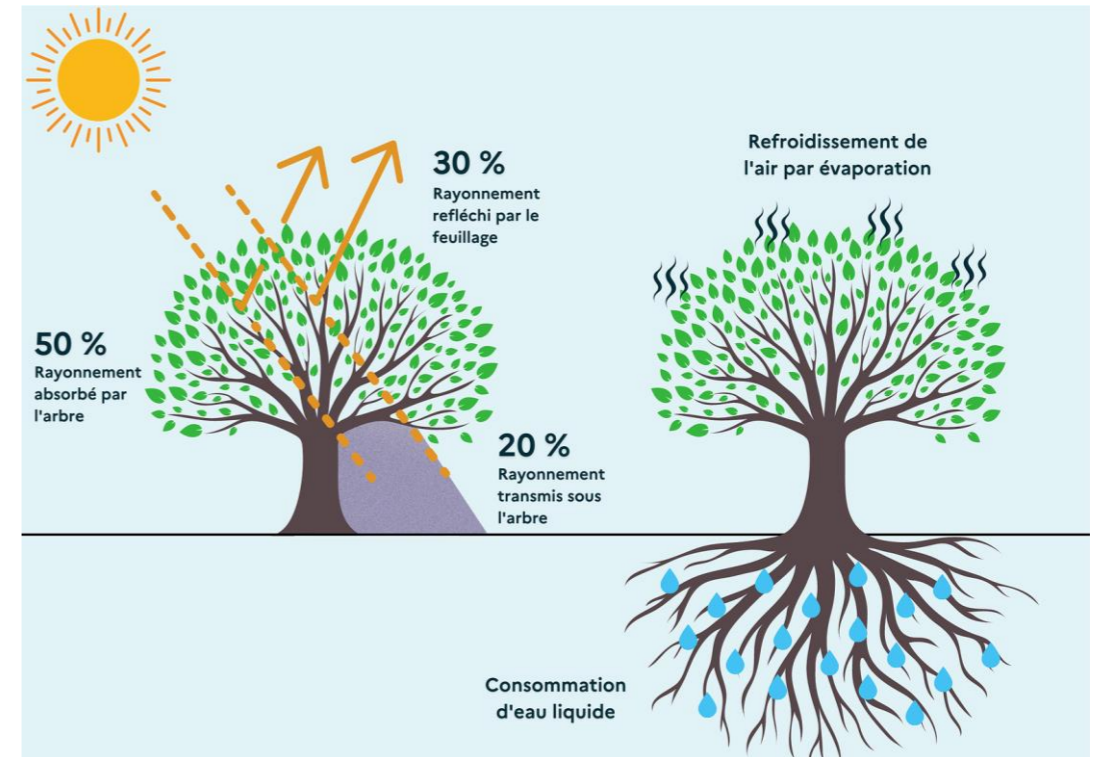 30 %
Rayonnement
refléchi par le
feuillage
50 %
Rayonnement
absorbé par
l'arbre
20 %
Rayonnement
transmis sous
l'arbre
Refroidissement de
l'air par évaporation
Consommation
d'eau liquide